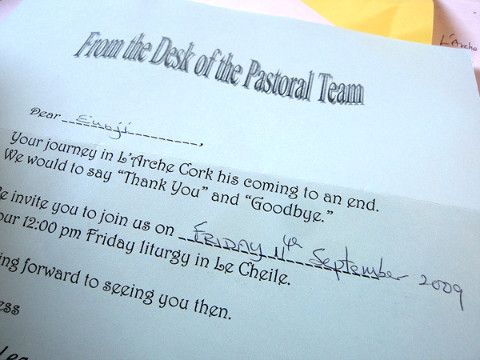 L'Arche
From the Desk of the Pastoral Team
Dear Eunji,
Your journey in L'Arche Cork his coming to an end.
We would to say "Thank You" and "Goodbye."
invite you to join us on FRIDAY 11th September 2009
our 12:00 pm Friday liturgy in Le Cheile.
ing forward to seeing you then.
ess